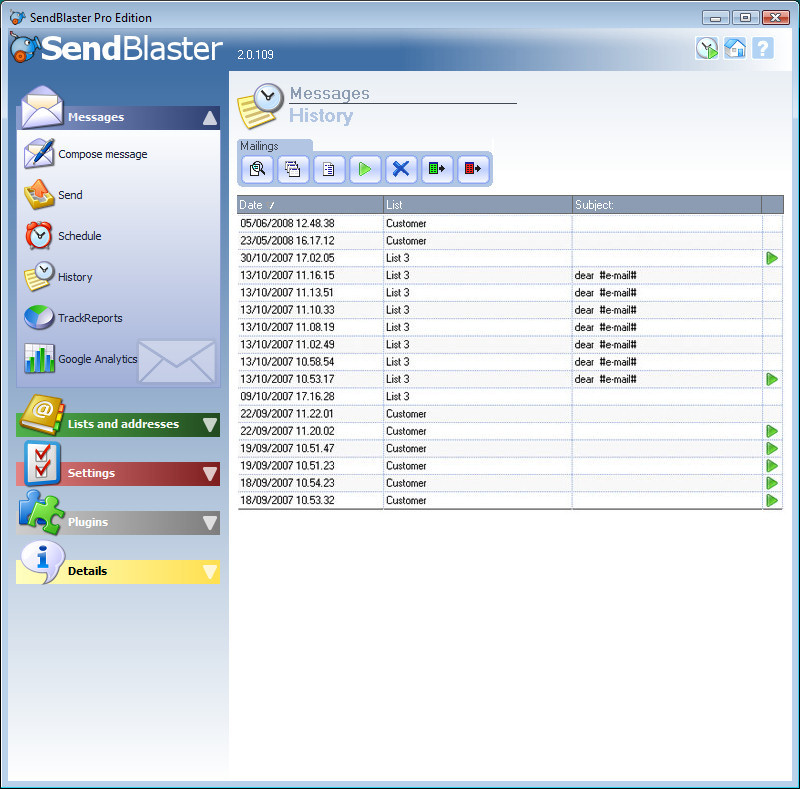 SendBlaster Pro Edition
SendBlaster 2.0.109
?
Messages
Compose message
Send
Schedule
History
TrackReports
Google Analytics
@
Lists and addresses
Settings
Plugins
i
Details
Messages
History
Mailings
Date / List Subject:
05/06/2008 12.48.38 Customer
23/05/2008 16.17.12 Customer
30/10/2007 17.02.05 List 3
13/10/2007 11.16.15 List 3 dear #e-mail#
13/10/2007 11.13.51 List 3 dear #e-mail#
13/10/2007 11.10.33 List 3 dear #e-mail#
13/10/2007 11.08.19 List 3 dear #e-mail#
13/10/2007 11.02.49 List 3 dear #e-mail#
13/10/2007 10.58.54 List 3 dear #e-mail#
13/10/2007 10.53.17 List 3 dear #e-mail#
09/10/2007 17.16.28 List 3
22/09/2007 11.22.01 Customer
22/09/2007 11.20.02 Customer
19/09/2007 10.51.47 Customer
19/09/2007 10.51.23 Customer
18/09/2007 10.54.23 Customer
18/09/2007 10.53.32 Customer